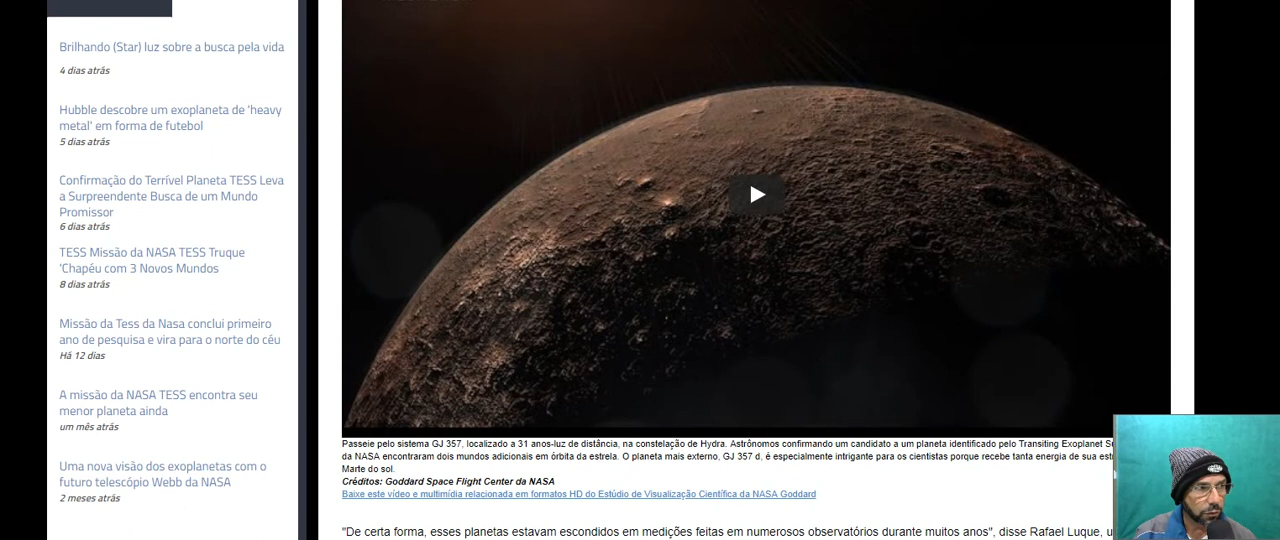 Brilhando (Star) luz sobre a busca pela vida
4 dias atrás
Hubble descobre um exoplaneta de 'heavy
metal' em forma de futebol
5 dias atrás
Confirmação do Terrível Planeta TESS Leva
a Surpreendente Busca de um Mundo
Promissor
6 dias atrás
TESS Missão da NASA TESS Truque
'Chapéu com 3 Novos Mundos
8 dias atrás
Missão da Tess da Nasa conclui primeiro
ano de pesquisa e vira para o norte do céu
Há 12 dias
A missão da NASA TESS encontra seu
menor planeta ainda
um mês atrás
Uma nova visão dos exoplanetas com o
futuro telescópio Webb da NASA
2 meses atrás
Passeie pelo sistema GJ 357, localizado a 31 anos-luz de distância, na constelação de Hydra. Astrônomos confirmando um candidato a um planeta identificado pelo Transiting Exoplanet
da NASA encontraram dois mundos adicionais em órbita da estrela. O planeta mais externo, GJ 357 d, é especialmente intrigante para os cientistas porque recebe tanta energia de sua
Marte do sol.
Créditos: Goddard Space Flight Center da NASA
Baixe este vídeo e multimídia relacionada em formatos HD do Estúdio de Visualização Científica da NASA Goddard
"De certa forma, esses planetas estavam escondidos em medições feitas em numerosos observatórios durante muitos anos", disse Rafael Luque,